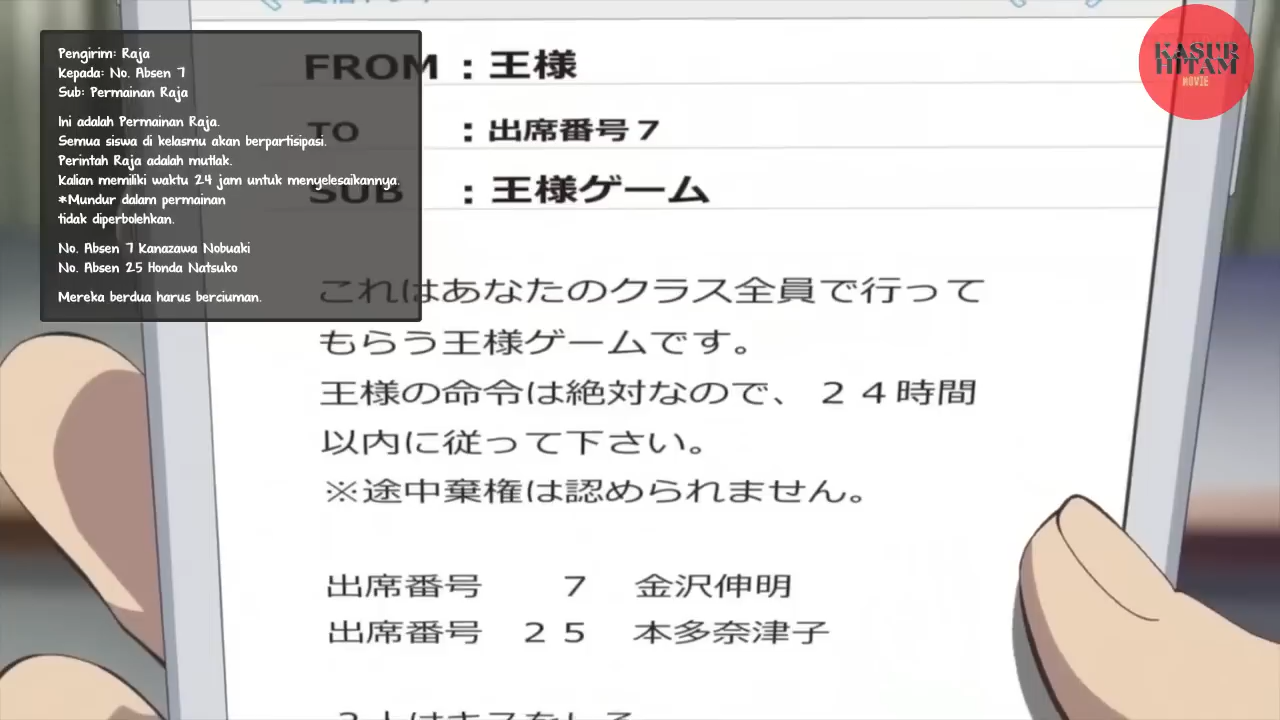 Pengirim: Raja
Kepada: No. Absen 7
Sub: Permainan Raja
Ini adalah Permainan Raja.
Semua siswa di kelasmu akan berpartisipasi.
Perintah Raja adalah mutlak.
Kalian memiliki waktu 24 jam untuk menyelesaikannya.
*Mundur dalam permainan
tidak diperbolehkan.
No. Absen 7 Kanazawa Nobuaki
No. Absen 25 Honda Natsuko
Mereka berdua harus berciuman.
KASUR
HITAM
MOVIE
FROM : 王様
TO : 出席番号7
SUB : 王様ゲーム
これはあなたのクラス全員で行って
もらう王様ゲームです。
王様の命令は絶対なので、24時間
以内に従って下さい。
※途中棄権は認められません。
出席番号 7 金沢伸明
出席番号 25 本多奈津子